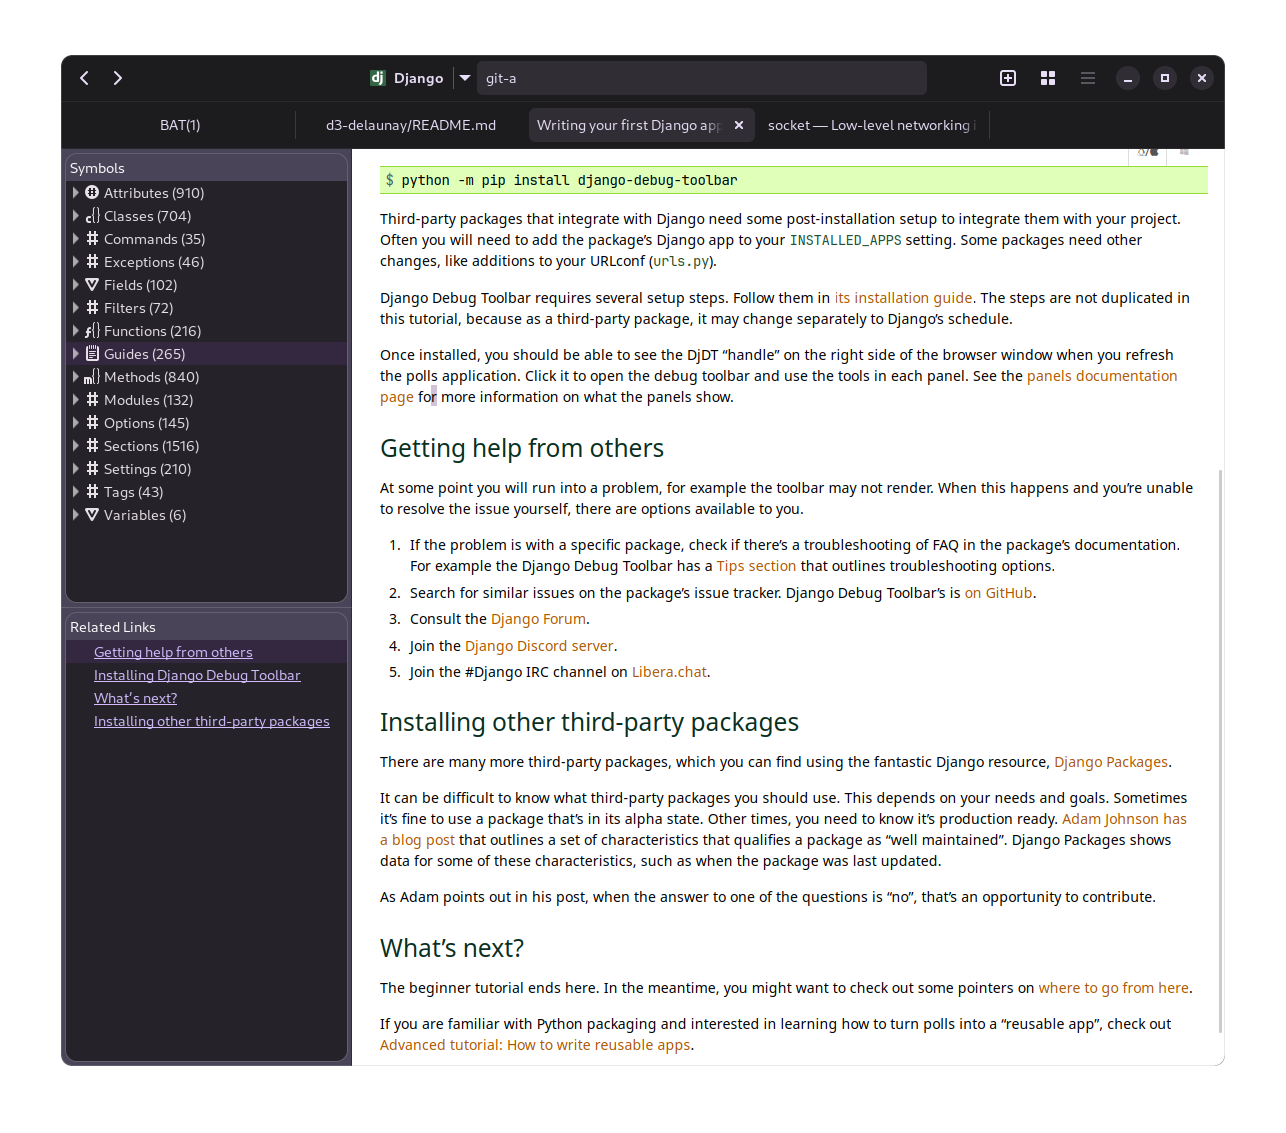 dj Django git-a
BAT(1) d3-delaunay/README.md Writing your first Django app socket — Low-level networking i
Symbols
Attributes (910)
Classes (704)
Commands (35)
Exceptions (46)
Fields (102)
Filters (72)
Functions (216)
Guides (265)
Methods (840)
Modules (132)
Options (145)
Sections (1516)
Settings (210)
Tags (43)
Variables (6)
Related Links
Getting help from others
Installing Django Debug Toolbar
What’s next?
Installing other third-party packages
$ python -m pip install django-debug-toolbar
Third-party packages that integrate with Django need some post-installation setup to integrate them with your project.
Often you will need to add the package’s Django app to your INSTALLED_APPS setting. Some packages need other
changes, like additions to your URLconf (urls.py).
Django Debug Toolbar requires several setup steps. Follow them in its installation guide. The steps are not duplicated in
this tutorial, because as a third-party package, it may change separately to Django’s schedule.
Once installed, you should be able to see the DjDT “handle” on the right side of the browser window when you refresh
the polls application. Click it to open the debug toolbar and use the tools in each panel. See the panels documentation
page for more information on what the panels show.
Getting help from others
At some point you will run into a problem, for example the toolbar may not render. When this happens and you’re unable
to resolve the issue yourself, there are options available to you.
1. If the problem is with a specific package, check if there’s a troubleshooting of FAQ in the package’s documentation.
For example the Django Debug Toolbar has a Tips section that outlines troubleshooting options.
2. Search for similar issues on the package’s issue tracker. Django Debug Toolbar’s is on GitHub.
3. Consult the Django Forum.
4. Join the Django Discord server.
5. Join the #Django IRC channel on Libera.chat.
Installing other third-party packages
There are many more third-party packages, which you can find using the fantastic Django resource, Django Packages.
It can be difficult to know what third-party packages you should use. This depends on your needs and goals. Sometimes
it’s fine to use a package that’s in its alpha state. Other times, you need to know it’s production ready. Adam Johnson has
a blog post that outlines a set of characteristics that qualifies a package as “well maintained”. Django Packages shows
data for some of these characteristics, such as when the package was last updated.
As Adam points out in his post, when the answer to one of the questions is “no”, that’s an opportunity to contribute.
What’s next?
The beginner tutorial ends here. In the meantime, you might want to check out some pointers on where to go from here.
If you are familiar with Python packaging and interested in learning how to turn polls into a “reusable app”, check out
Advanced tutorial: How to write reusable apps.